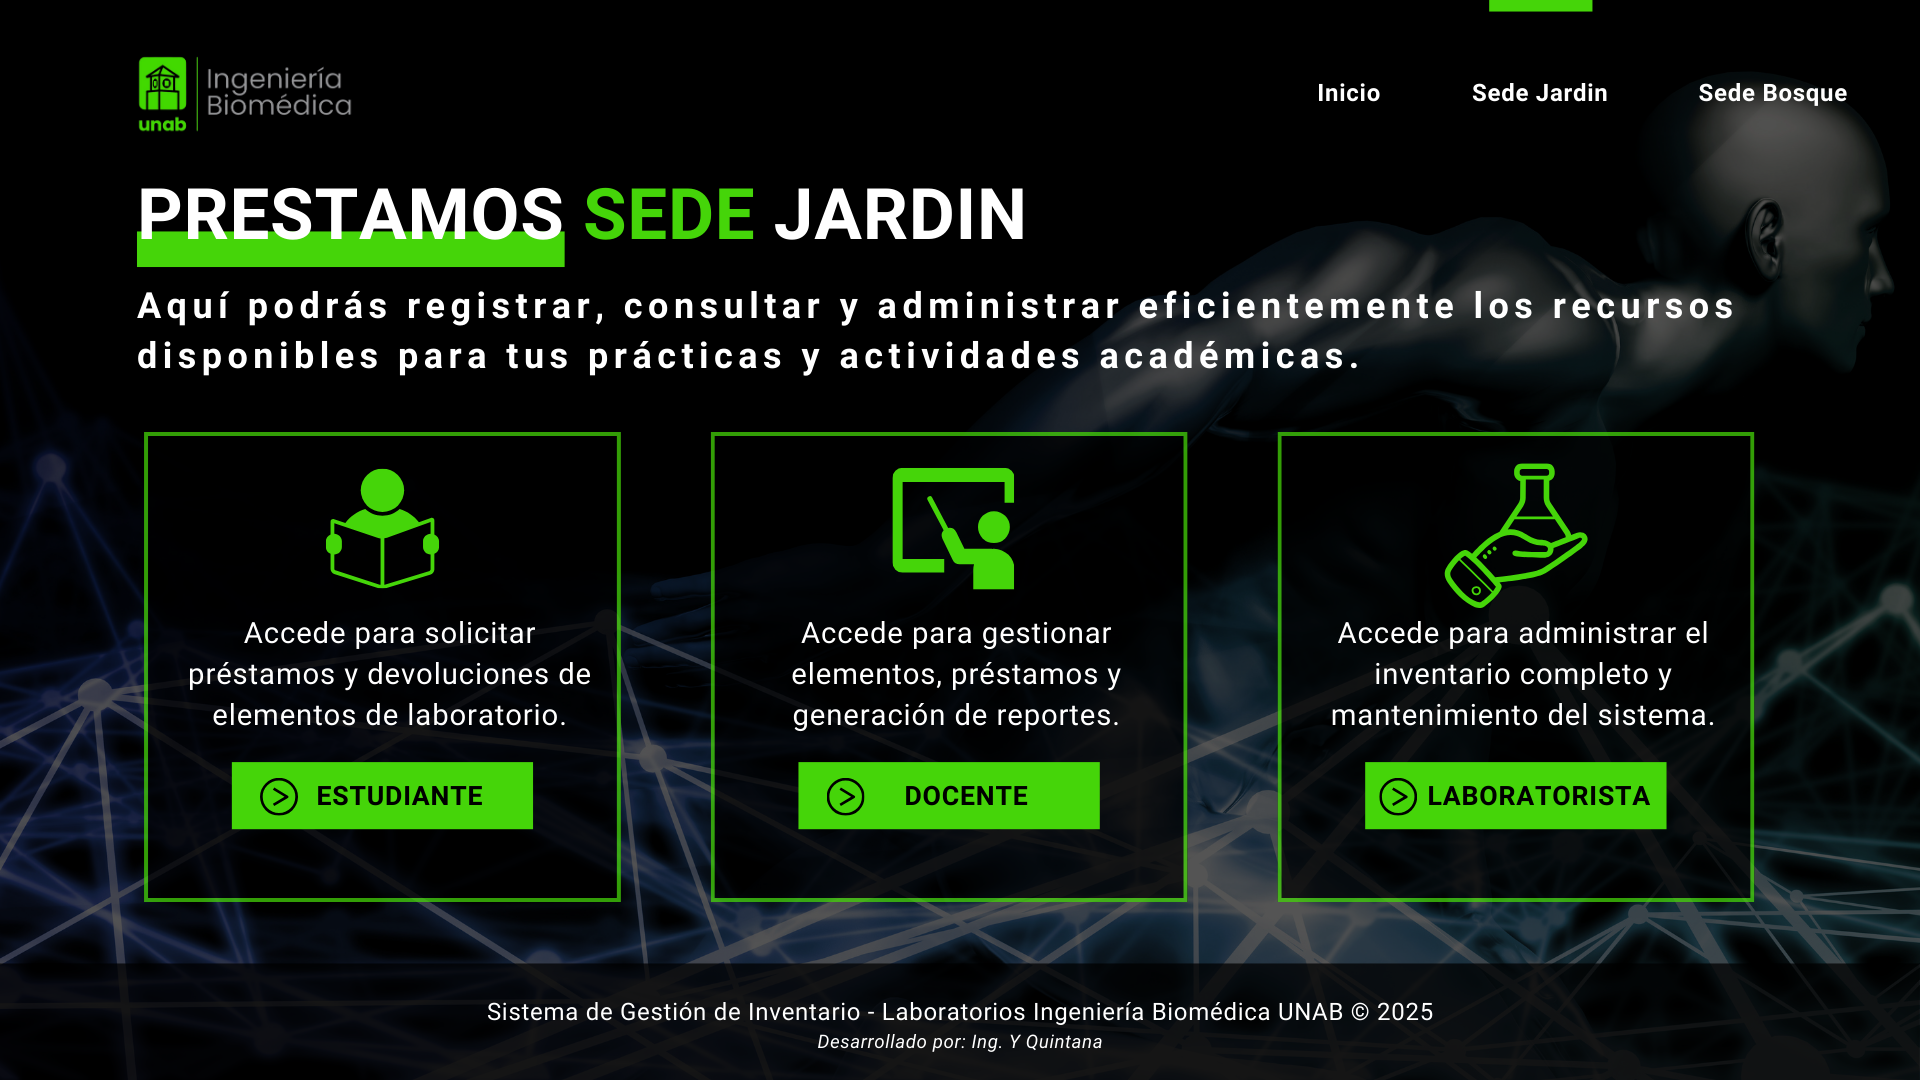 unab
Ingeniería
Biomédica
Inicio
Sede Jardin
Sede Bosque
PRESTAMOS SEDE JARDIN
Aquí podrás registrar, consultar y administrar eficientemente los recursos
disponibles para tus prácticas y actividades académicas.
Accede para solicitar
préstamos y devoluciones de
elementos de laboratorio.
ESTUDIANTE
Accede para gestionar
elementos, préstamos y
generación de reportes.
DOCENTE
Accede para administrar el
inventario completo y
mantenimiento del sistema.
LABORATORISTA
Sistema de Gestión de Inventario - Laboratorios Ingeniería Biomédica UNAB © 2025
Desarrollado por: Ing. Y Quintana